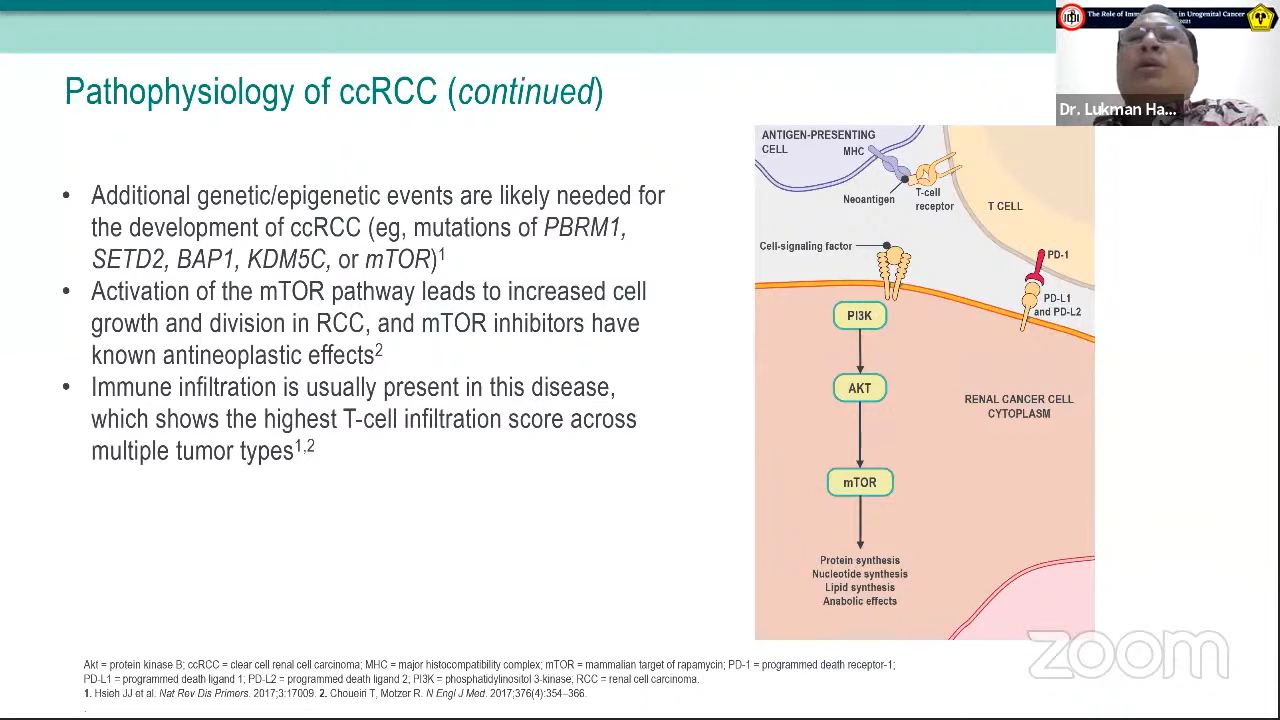 The Role of in Urogenital Cancer
2021
Dr. Lukman Ha...
Pathophysiology of ccRCC (continued)
• Additional genetic/epigenetic events are likely needed for
the development of ccRCC (eg, mutations of PBRM1,
SETD2, BAP1, KDM5C, or mTOR)1
• Activation of the mTOR pathway leads to increased cell
growth and division in RCC, and mTOR inhibitors have
known antineoplastic effects2
• Immune infiltration is usually present in this disease,
which shows the highest T-cell infiltration score across
multiple tumor types1,2
ANTIGEN-PRESENTING
CELL
MHC
Neoantigen
T-cell
receptor
T CELL
Cell-signaling factor
PD-1
PD-L1
and PD-L2
PI3K
AKT
RENAL CANCER CELL
CYTOPLASM
mTOR
Protein synthesis
Nucleotide synthesis
Lipid synthesis
Anabolic effects
Akt = protein kinase B; ccRCC = clear cell renal cell carcinoma; MHC = major histocompatibility complex; mTOR = mammalian target of rapamycin; PD-1 = programmed death receptor-1;
PD-L1 = programmed death ligand 1; PD-L2 = programmed death ligand 2; PI3K = phosphatidylinositol 3-kinase; RCC = renal cell carcinoma.
1. Hsieh JJ et al. Nat Rev Dis Primers. 2017;3:17009. 2. Choueiri T, Motzer R. N Engl J Med. 2017;376(4):354–366.
.
zoom